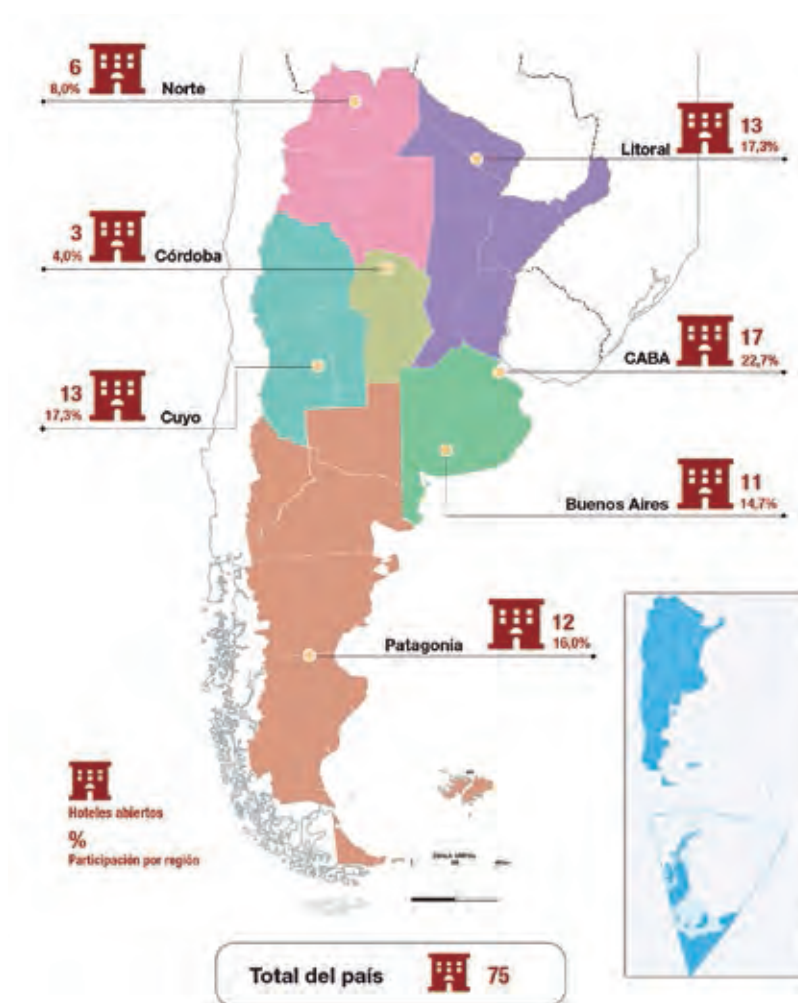 6
8,0%
Norte
13
17,3%
Litoral
3
4,0%
Córdoba
17
22,7%
CABA
13
17,3%
Cuyo
11
14,7%
Buenos Aires
12
16,0%
Patagonia
Hoteles abiertos
%
Participación por región
Total del país 75